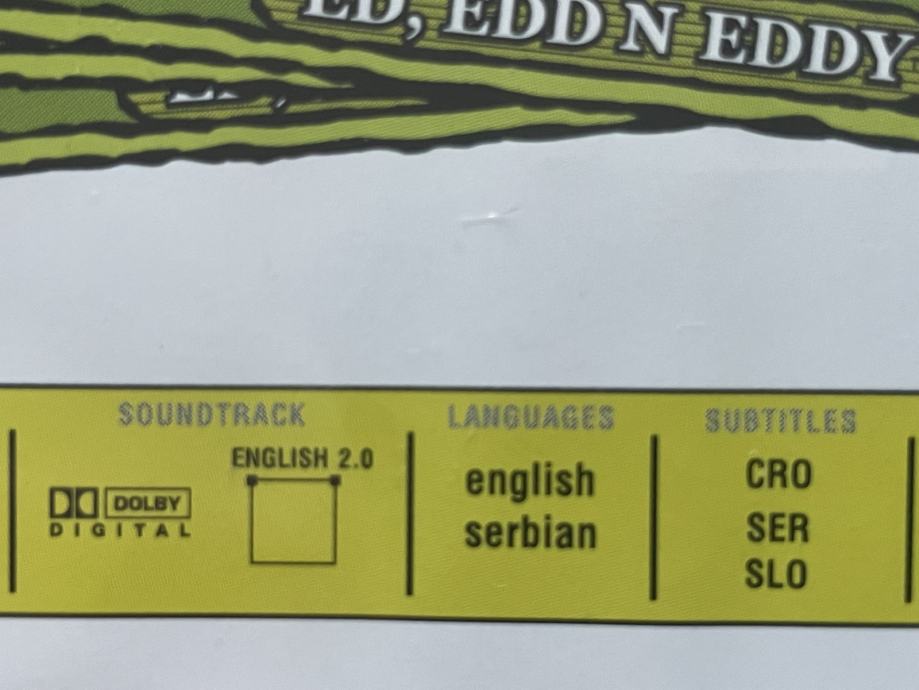 ED, EDD N EDDY
SOUNDTRACK
ENGLISH 2.0
DOLBY
DIGITAL
LANGUAGES
english
serbian
SUBTITLES
CRO
SER
SLO